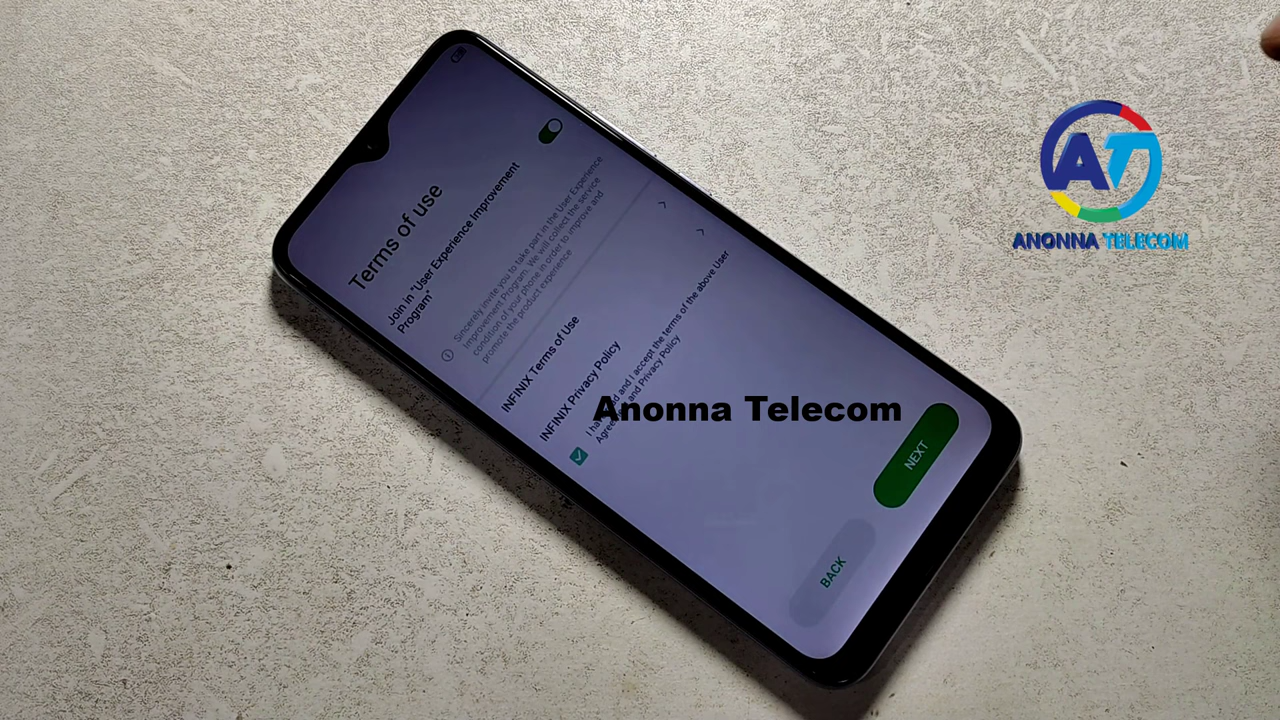 Terms of use
Join in "User Experience Improvement
Program"
Sincerely invite you to take part in the User Experience
Improvement Program. We will collect the service
condition of your phone in order to improve and
promote the product experience
INFINIX Terms of Use
INFINIX Privacy Policy
I have and I accept the terms of the above User
and Privacy Policy
NEXT
BACK
Anonna Telecom
AT
ANONNA TELECOM